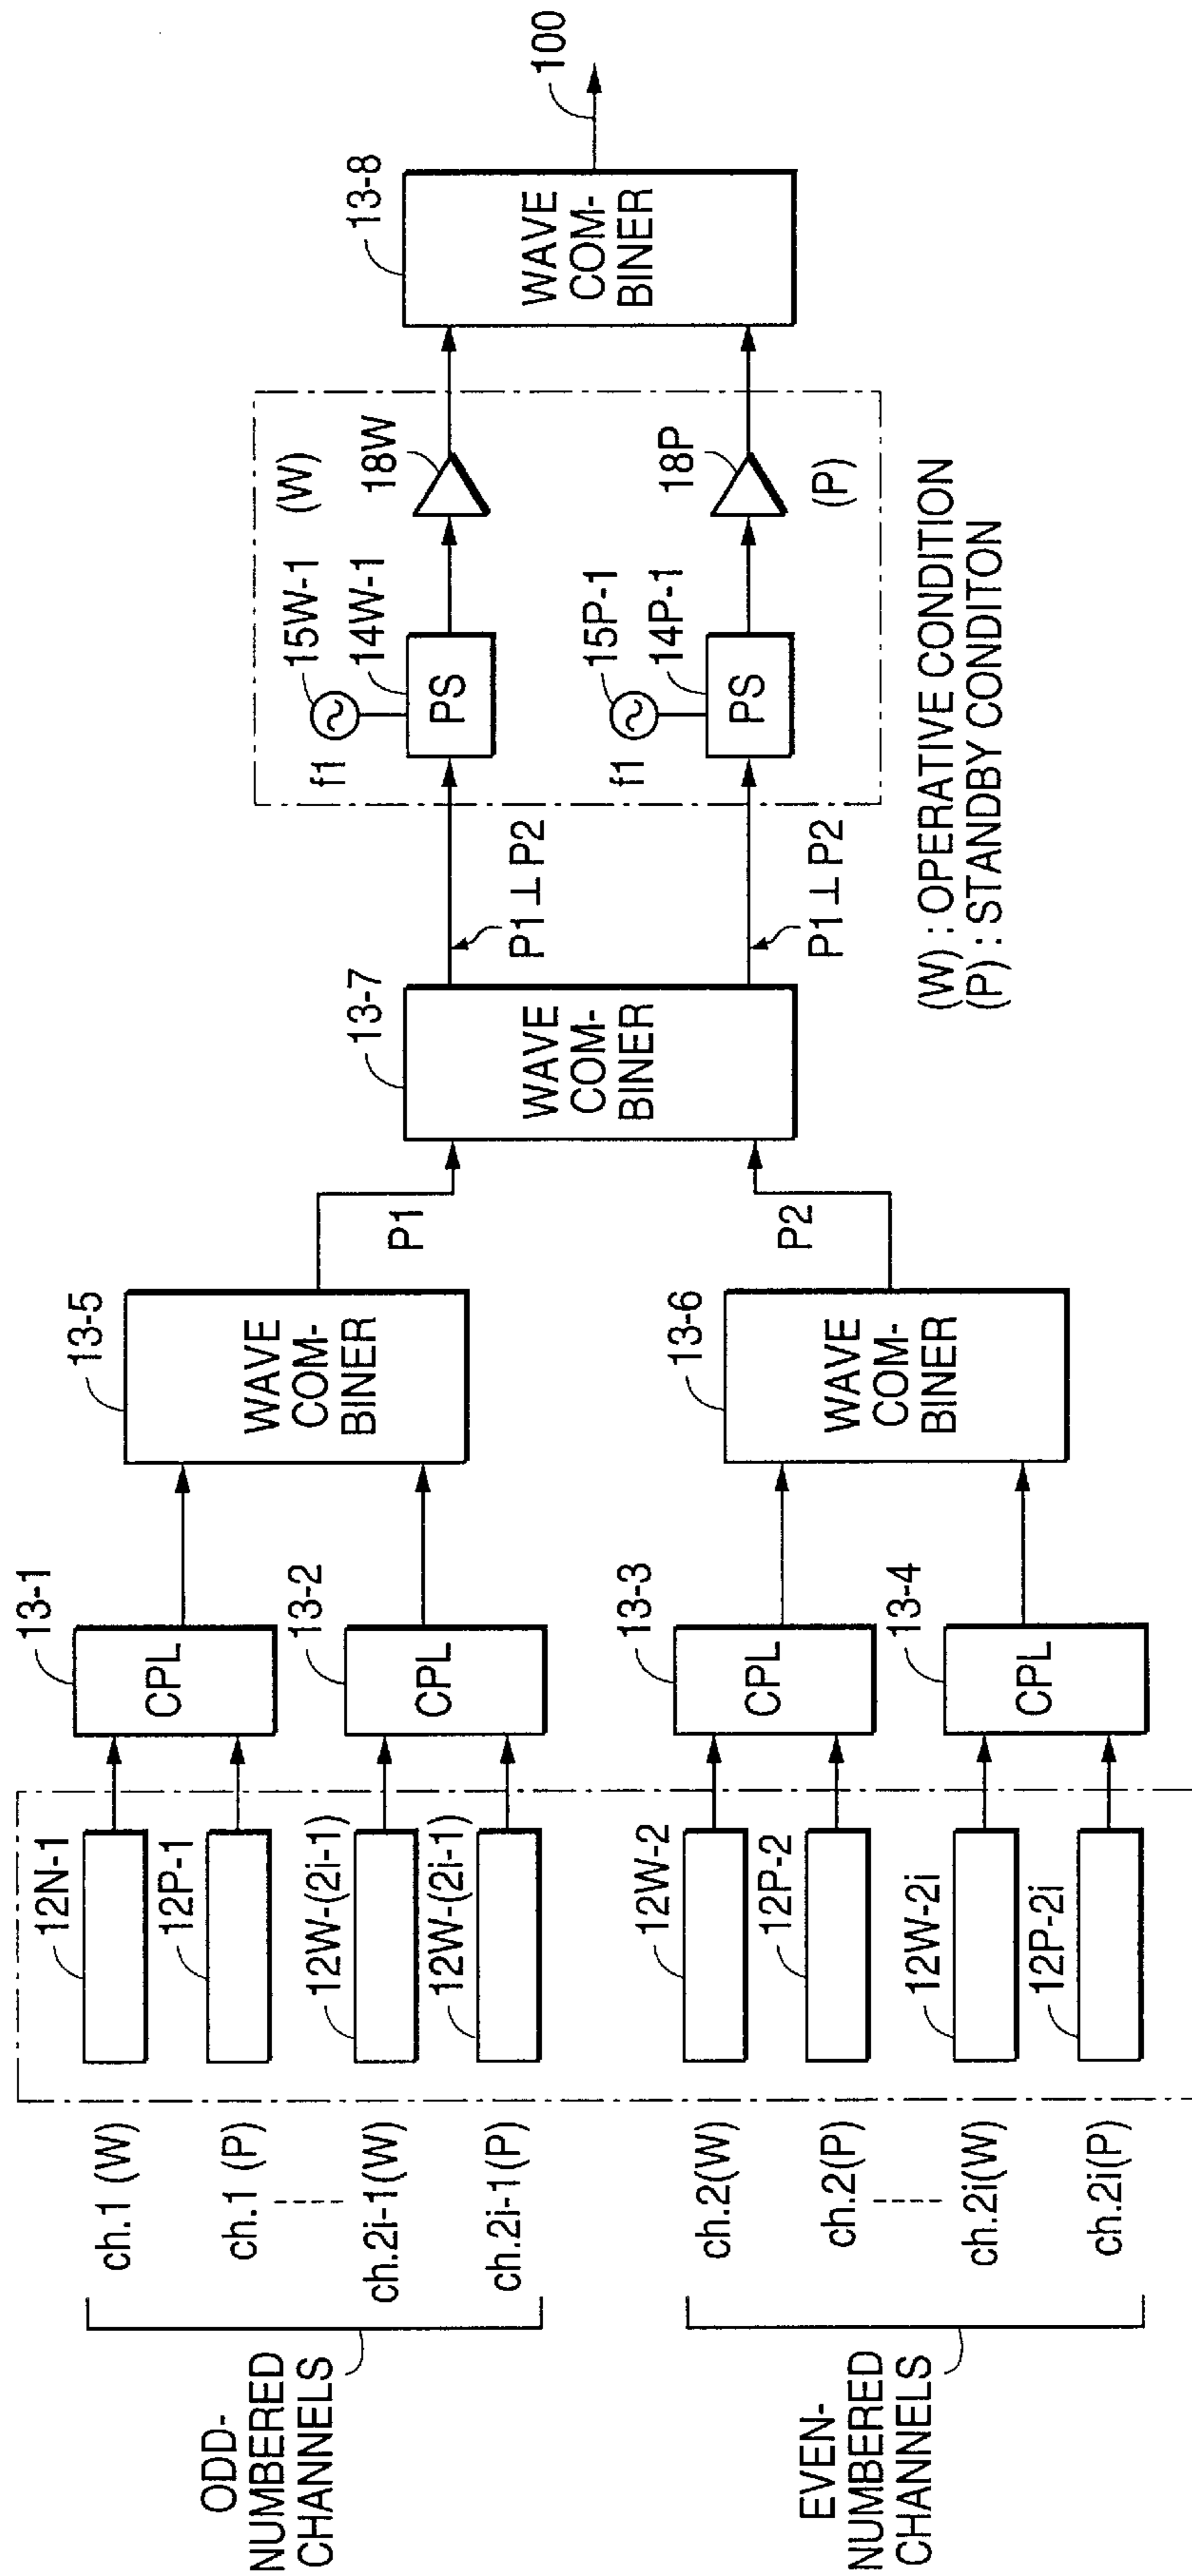 ODD-
NUMBERED
CHANNELS
ch.1 (W)
ch.1 (P)
ch.2i-1(W)
ch.2i-1(P)
EVEN-
NUMBERED
CHANNELS
ch.2(W)
ch.2(P)
ch.2i(W)
ch.2i(P)
12N-1
12P-1
12W-(2i-1)
12W-(2i-1)
12W-2
12P-2
12W-2i
12P-2i
13-1
CPL
13-2
CPL
13-3
CPL
13-4
CPL
13-5
WAVE
COM-
BINER
13-6
WAVE
COM-
BINER
P1
P2
13-7
WAVE
COM-
BINER
P1⊥P2
P1⊥P2
f1
15W-1
14W-1
PS
18W
(W)
f1
15P-1
14P-1
PS
18P
(P)
13-8
WAVE
COM-
BINER
100
(W) : OPERATIVE CONDITION
(P) : STANDBY CONDITON